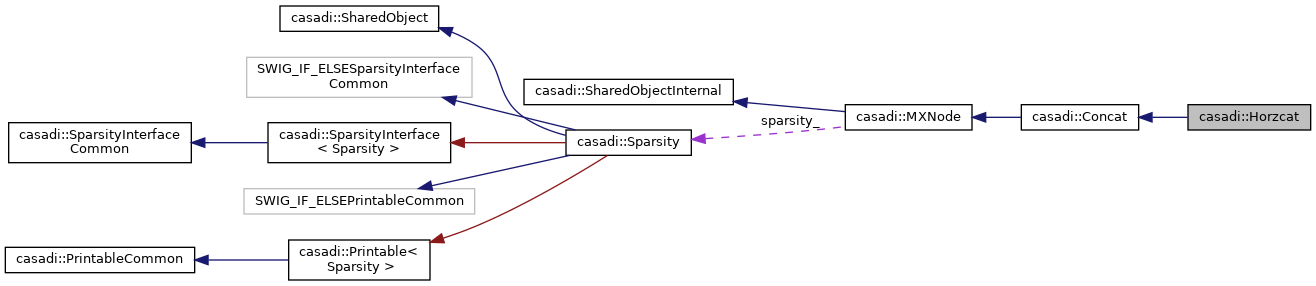 casadi::SharedObject
SWIG_IF_ELSESparsityInterface
Common
casadi::SharedObjectInternal
casadi::SparsityInterface
Common
casadi::SparsityInterface
< Sparsity >
casadi::Sparsity
sparsity_
casadi::MXNode
casadi::Concat
casadi::Horzcat
SWIG_IF_ELSEPrintableCommon
casadi::PrintableCommon
casadi::Printable<
Sparsity >